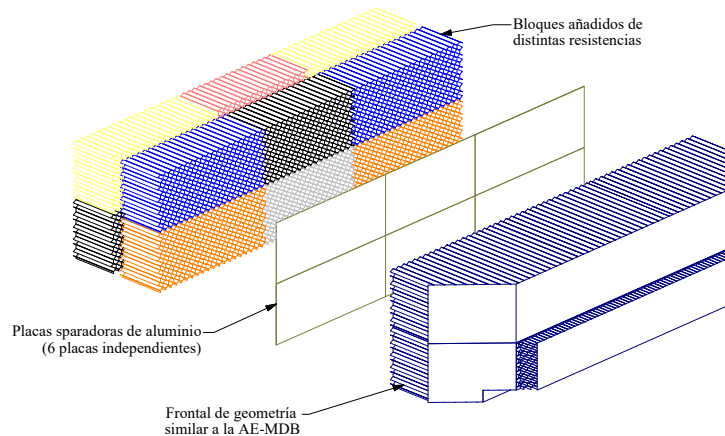 Bloques añadidos de
distintas resistencias
Placas sparadoras de aluminio
(6 placas independientes)
Frontal de geometría
similar a la AE-MDB